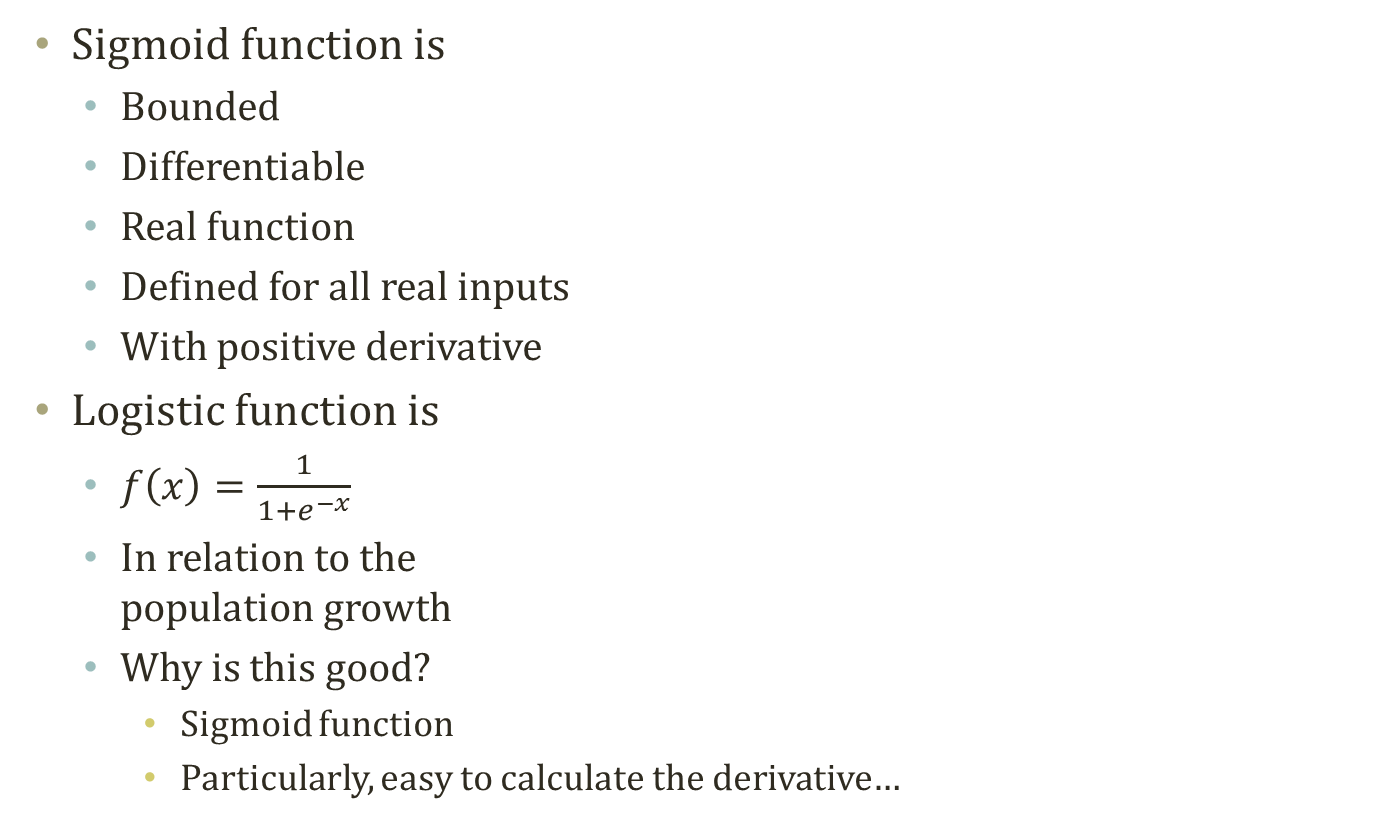 • Sigmoid function is
• Bounded
• Differentiable
• Real function
• Defined for all real inputs
• With positive derivative
• Logistic function is
• f(x) = \frac{1}{1+e^{-x}}
• In relation to the
population growth
• Why is this good?
• Sigmoid function
• Particularly, easy to calculate the derivative...